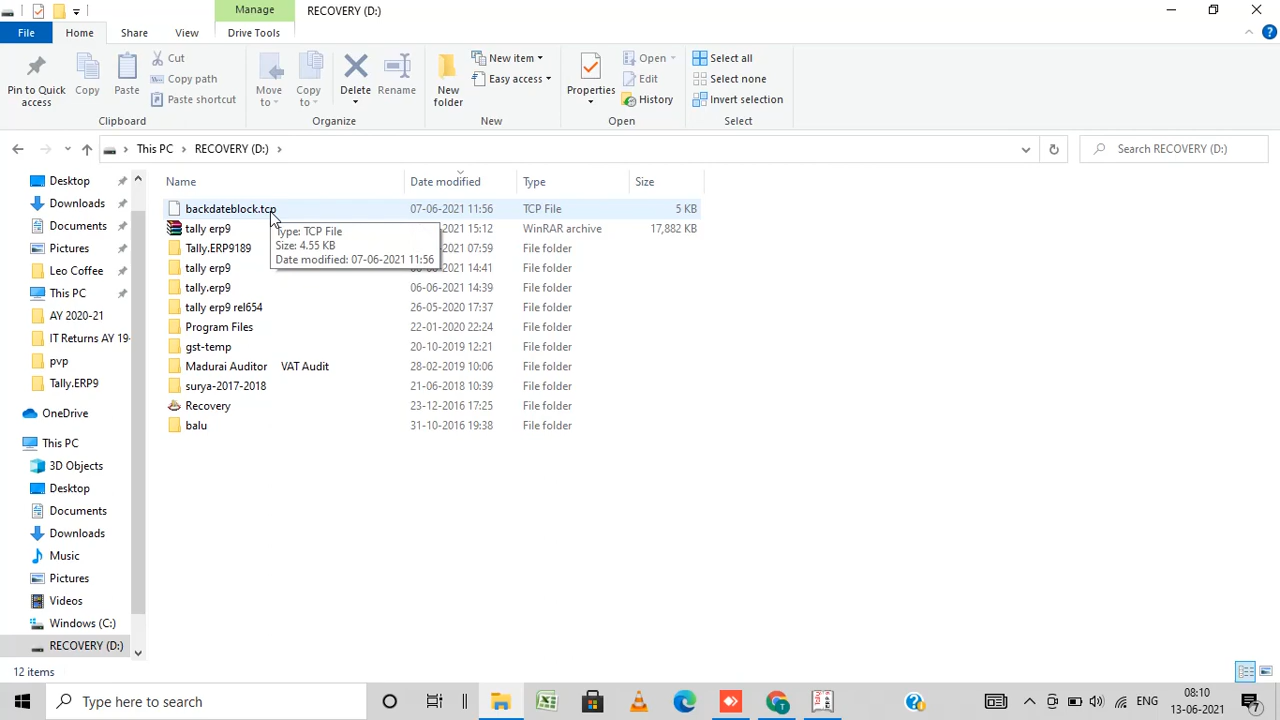 Manage
RECOVERY (D:)
File
Home
Share
View
Drive Tools
Pin to Quick access
Copy
Paste
Cut
Copy path
Paste shortcut
Clipboard
Move to
Copy to
Delete
Rename
Organize
New folder
New item
Easy access
New
Properties
Open
Edit
History
Open
Select all
Select none
Invert selection
Select
This PC > RECOVERY (D:) >
Search RECOVERY (D:)
Name Date modified Type Size
backdateblock.tcp 07-06-2021 11:56 TCP File 5 KB
tally erp9 15:12 WinRAR archive 17,882 KB
Tally.ERP9189 07:59 File folder
tally erp9 14:41 File folder
tally.erp9 06-06-2021 14:39 File folder
tally erp9 rel654 26-05-2020 17:37 File folder
Program Files 22-01-2020 22:24 File folder
gst-temp 20-10-2019 12:21 File folder
Madurai Auditor VAT Audit 28-02-2019 10:06 File folder
surya-2017-2018 21-06-2018 10:39 File folder
Recovery 23-12-2016 17:25 File folder
balu 31-10-2016 19:38 File folder
Type: TCP File
Size: 4.55 KB
Date modified: 07-06-2021 11:56
Desktop
Downloads
Documents
Pictures
Leo Coffee
This PC
AY 2020-21
IT Returns AY 19-
pvp
Tally.ERP9
OneDrive
This PC
3D Objects
Desktop
Documents
Downloads
Music
Pictures
Videos
Windows (C:)
RECOVERY (D:)
12 items
Type here to search
ENG
08:10
13-06-2021
7